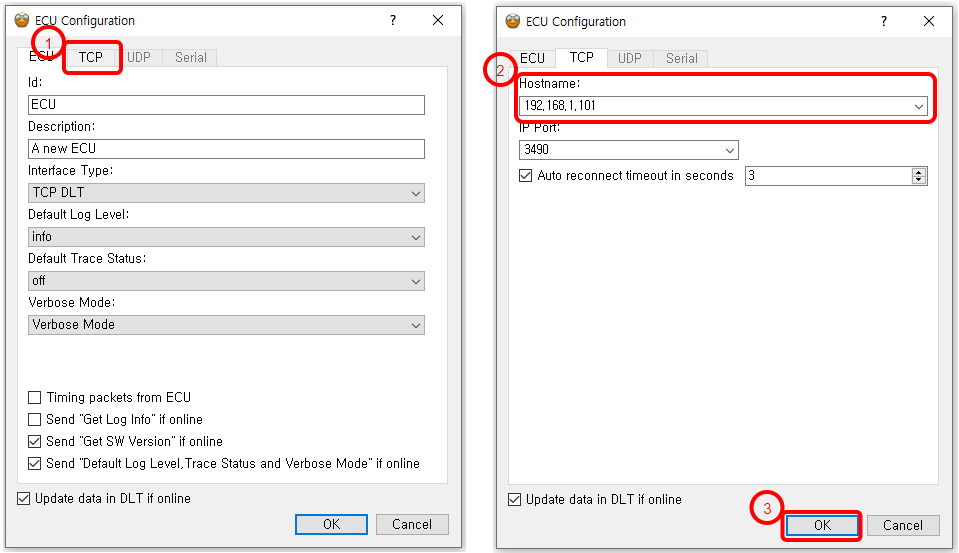 ECU Configuration
?
1
ECU
TCP
UDP
Serial
Id:
ECU
Description:
A new ECU
Interface Type:
TCP DLT
Default Log Level:
info
Default Trace Status:
off
Verbose Mode:
Verbose Mode
Timing packets from ECU
Send "Get Log Info" if online
Send "Get SW Version" if online
Send "Default Log Level,Trace Status and Verbose Mode" if online
Update data in DLT if online
OK
Cancel
ECU Configuration
?
ECU
TCP
UDP
Serial
2
Hostname:
192,168,1,101
IP Port:
3490
Auto reconnect timeout in seconds
3
Update data in DLT if online
3
OK
Cancel